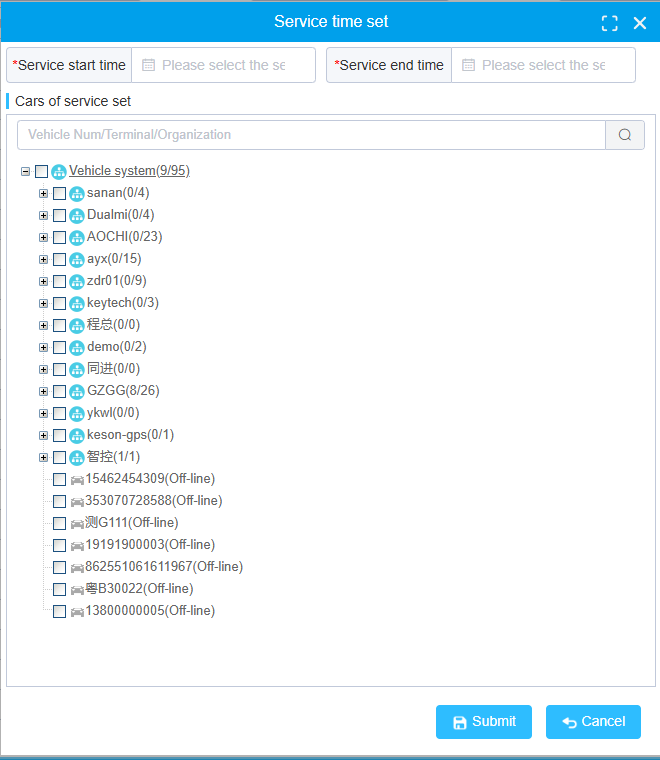 Service time set
*Service start time Please select the se *Service end time Please select the se
Cars of service set
Vehicle Num/Terminal/Organization
Vehicle system(9/95)
sanan(0/4)
Dualmi(0/4)
AOCHI(0/23)
ayx(0/15)
zdr01(0/9)
keytech(0/3)
程总(0/0)
demo(0/2)
同进(0/0)
GZGG(8/26)
ykwl(0/0)
keson-gps(0/1)
智控(1/1)
15462454309(Off-line)
353070728588(Off-line)
测G111(Off-line)
19191900003(Off-line)
862551061611967(Off-line)
粤B30022(Off-line)
13800000005(Off-line)
Submit Cancel